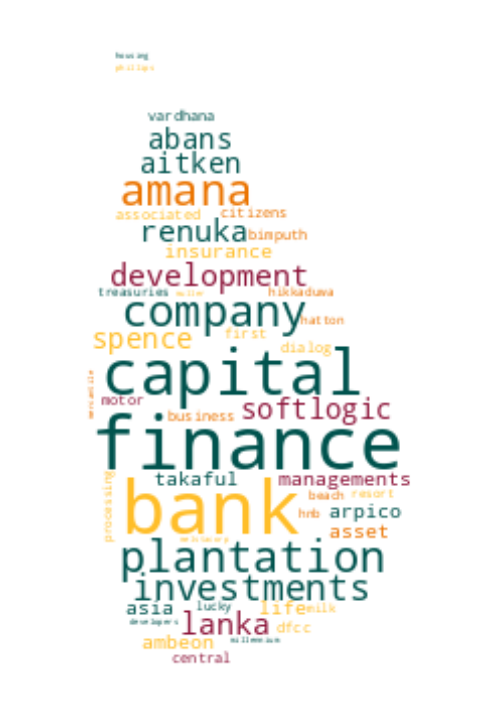 housing
phillips
vardhana
abans
aitken
amana
associated citizens
renuka bimputh
insurance
development
treasuries hikkaduwa
company hatton
spence first dialog
capital
mercantile motor softlogic
business
finance
takaful managements
processing bank beach resort
hnb arpico
asset
plantation
investments
asia lucky life milk
developers lanka dfcc
ambeon millennium
central